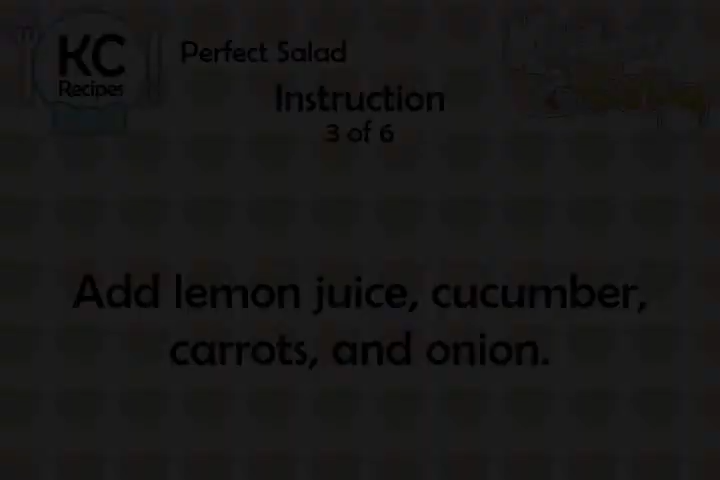 KC
Recipes
Perfect Salad
Instruction
3 of 6
Add lemon juice, cucumber,
carrots, and onion.